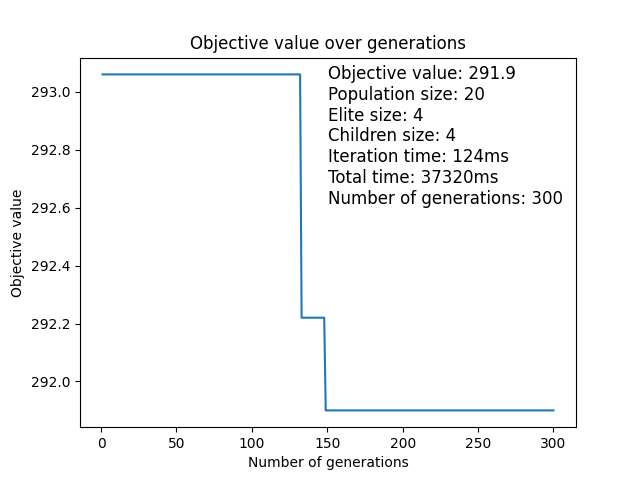 Objective value over generations
Objective value: 291.9
Population size: 20
Elite size: 4
Children size: 4
Iteration time: 124ms
Total time: 37320ms
Number of generations: 300
Objective value
293.0
292.8
292.6
292.4
292.2
292.0
0 50 100 150 200 250 300
Number of generations